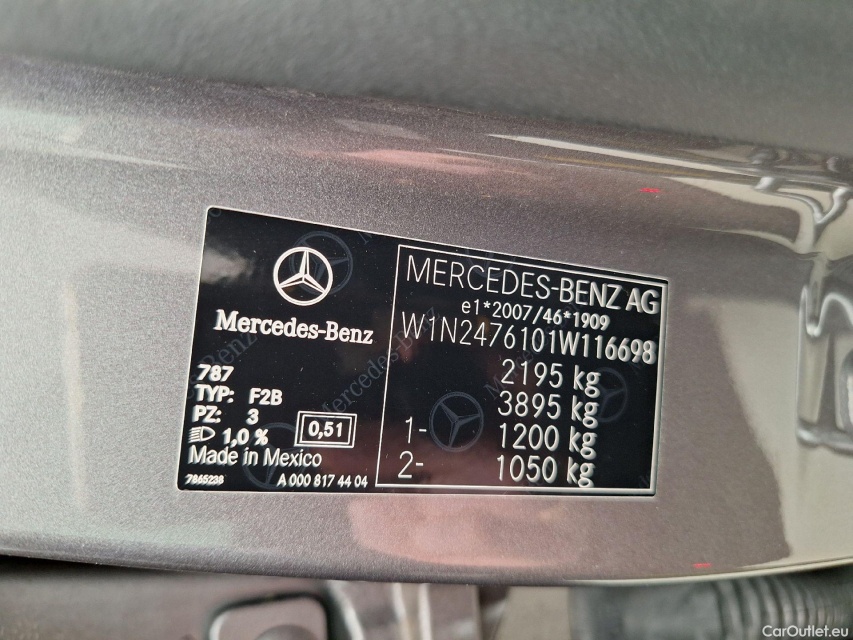 Mercedes-Benz
787
TYP: F2B
PZ: 3
1,0 %
0,51
Made in Mexico
7865238
A 000 817 44 04
MERCEDES-BENZ AG
e1*2007/46*1909
W1N2476101W116698
2195 kg
3895 kg
1- 1200 kg
2- 1050 kg
CarOutlet.eu